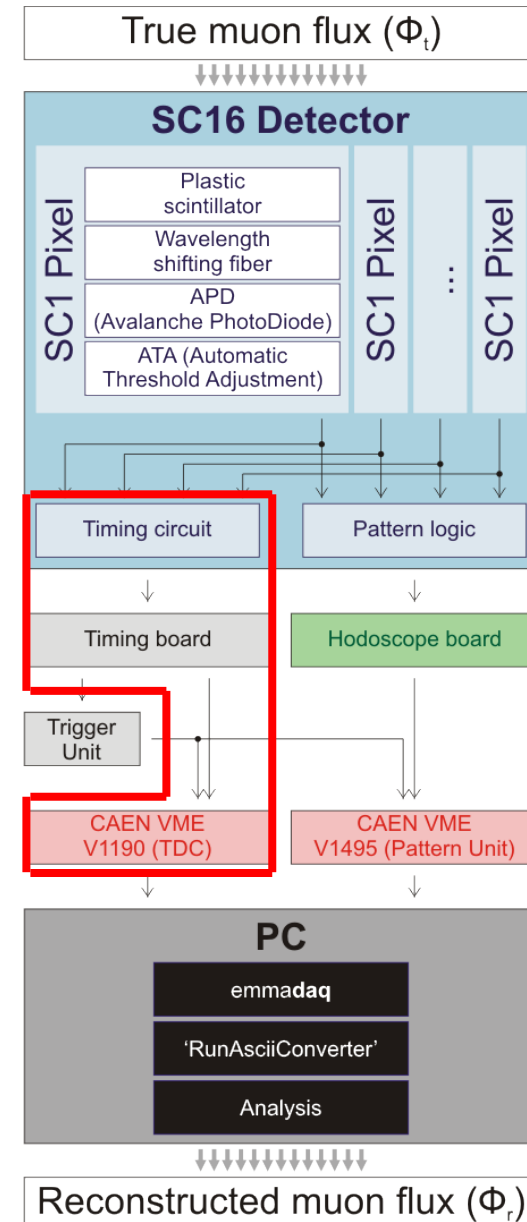 True muon flux (Φt)
SC16 Detector
SC1 Pixel
Plastic
scintillator
Wavelength
shifting fiber
APD
(Avalanche PhotoDiode)
ATA (Automatic
Threshold Adjustment)
SC1 Pixel
...
SC1 Pixel
Timing circuit
Pattern logic
Timing board
Hodoscope board
Trigger
Unit
CAEN VME
V1190 (TDC)
CAEN VME
V1495 (Pattern Unit)
PC
emmadaq
‘RunAsciiConverter’
Analysis
Reconstructed muon flux (Φr)